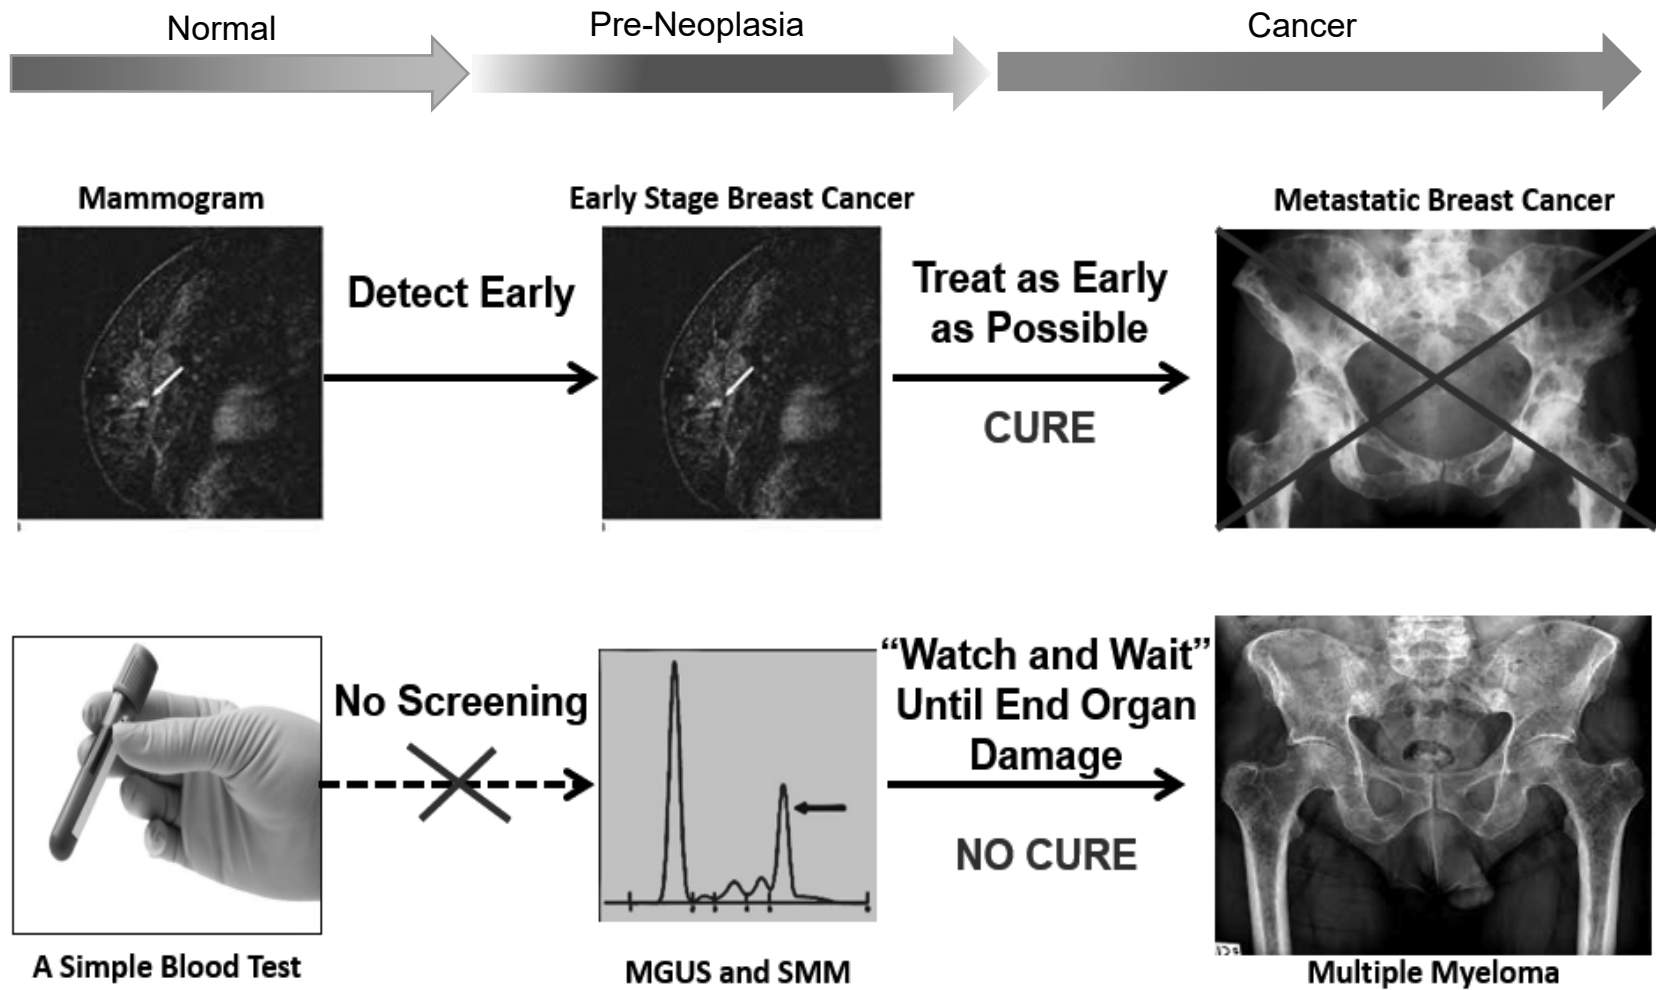 Normal
Pre-Neoplasia
Cancer
Mammogram
Early Stage Breast Cancer
Metastatic Breast Cancer
Detect Early
Treat as Early
as Possible
CURE
"Watch and Wait"
Until End Organ
Damage
No Screening
NO CURE
A Simple Blood Test
MGUS and SMM
Multiple Myeloma